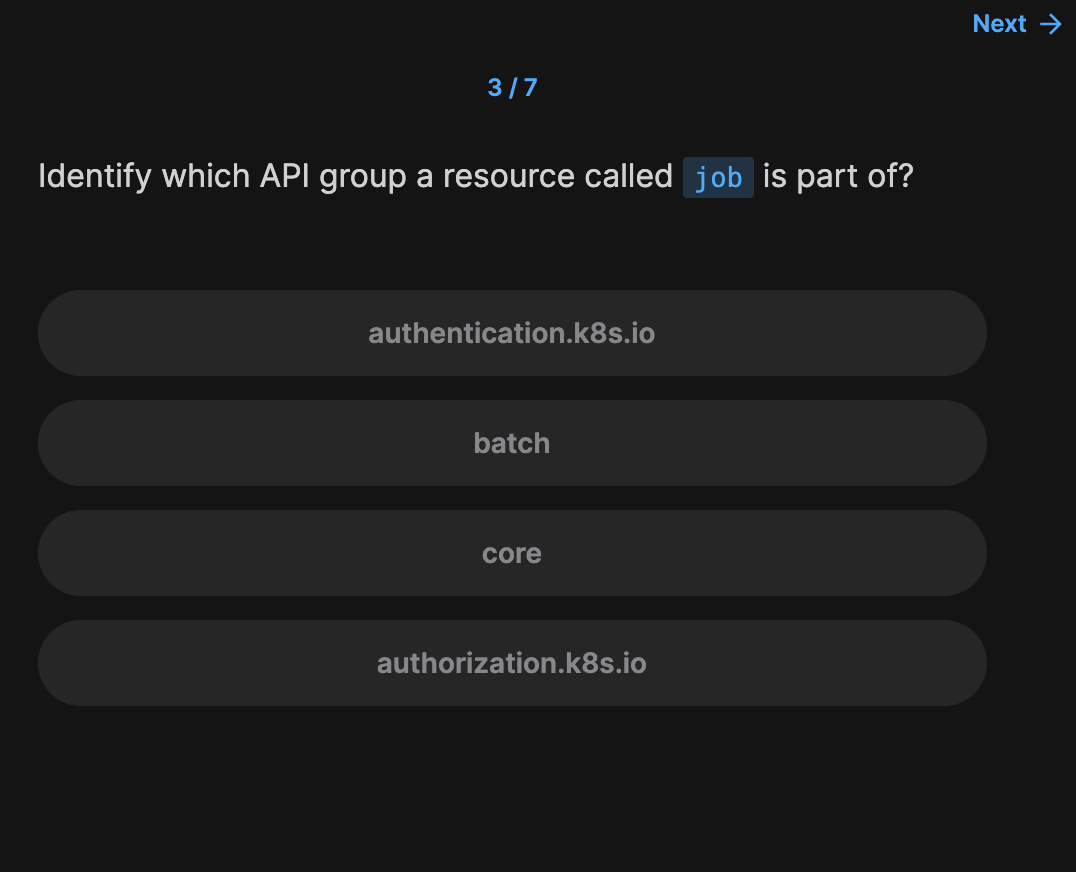 Next →
3 / 7
Identify which API group a resource called job is part of?
authentication.k8s.io
batch
core
authorization.k8s.io